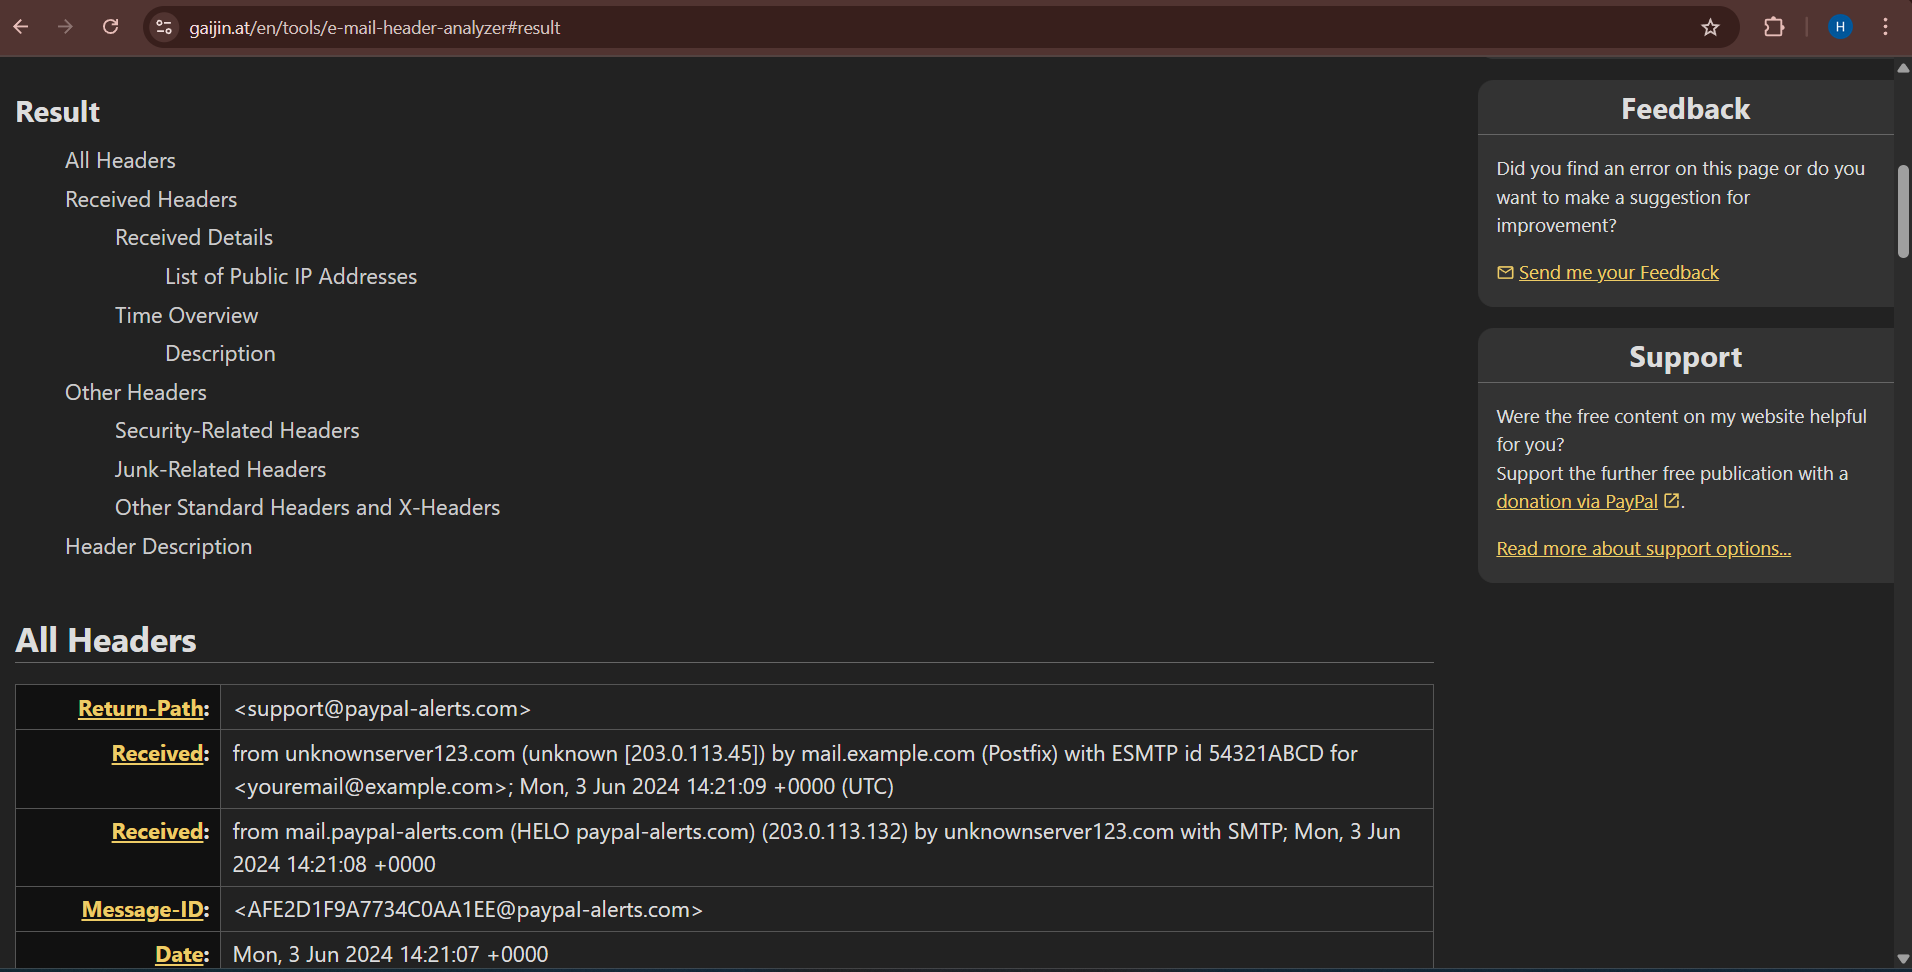 gaijin.at/en/tools/e-mail-header-analyzer#result
H
Result
All Headers
Received Headers
Received Details
List of Public IP Addresses
Time Overview
Description
Other Headers
Security-Related Headers
Junk-Related Headers
Other Standard Headers and X-Headers
Header Description
All Headers
Return-Path: <support@paypal-alerts.com>
Received: from unknownserver123.com (unknown [203.0.113.45]) by mail.example.com (Postfix) with ESMTP id 54321ABCD for
<youremail@example.com>; Mon, 3 Jun 2024 14:21:09 +0000 (UTC)
Received: from mail.paypal-alerts.com (HELO paypal-alerts.com) (203.0.113.132) by unknownserver123.com with SMTP; Mon, 3 Jun
2024 14:21:08 +0000
Message-ID: <AFE2D1F9A7734C0AA1EE@paypal-alerts.com>
Date: Mon, 3 Jun 2024 14:21:07 +0000
Feedback
Did you find an error on this page or do you
want to make a suggestion for
improvement?
Send me your Feedback
Support
Were the free content on my website helpful
for you?
Support the further free publication with a
donation via PayPal.
Read more about support options...